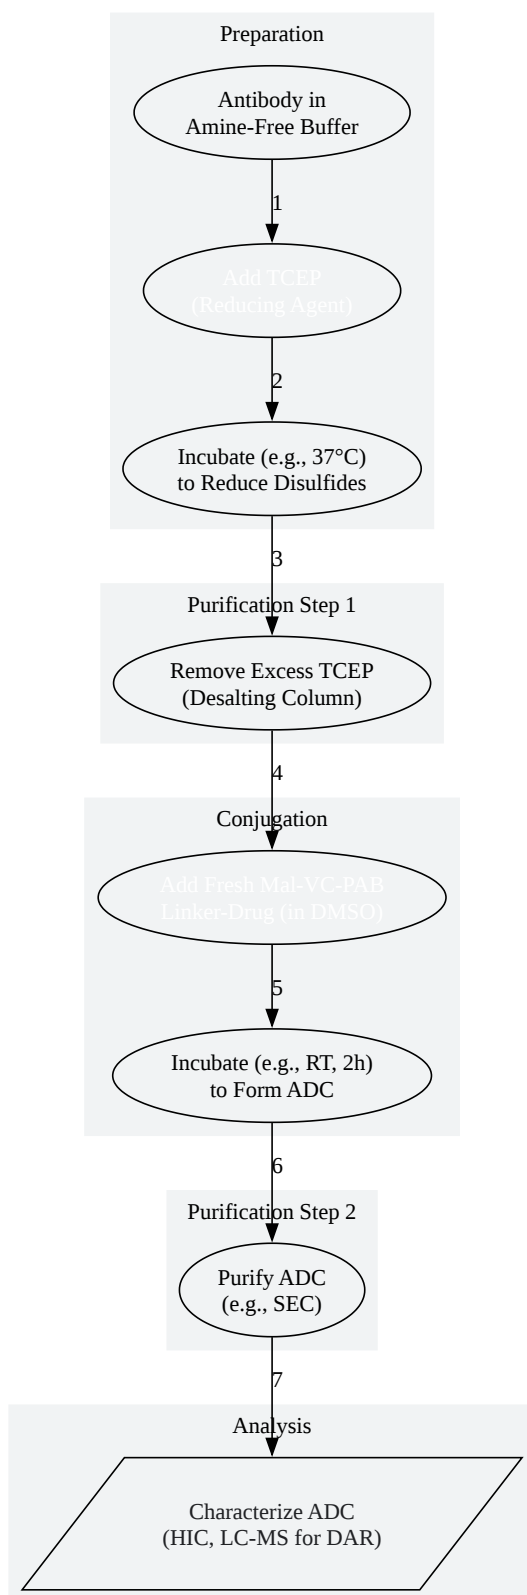 Preparation
Antibody in
Amine-Free Buffer
1
Add TCEP
(Reducing Agent)
2
Incubate (e.g., 37°C)
to Reduce Disulfides
3
Purification Step 1
Remove Excess TCEP
(Desalting Column)
4
Conjugation
Add Fresh Mal-VC-PAB
Linker-Drug (in DMSO)
5
Incubate (e.g., RT, 2h)
to Form ADC
6
Purification Step 2
Purify ADC
(e.g., SEC)
7
Analysis
Characterize ADC
(HIC, LC-MS for DAR)